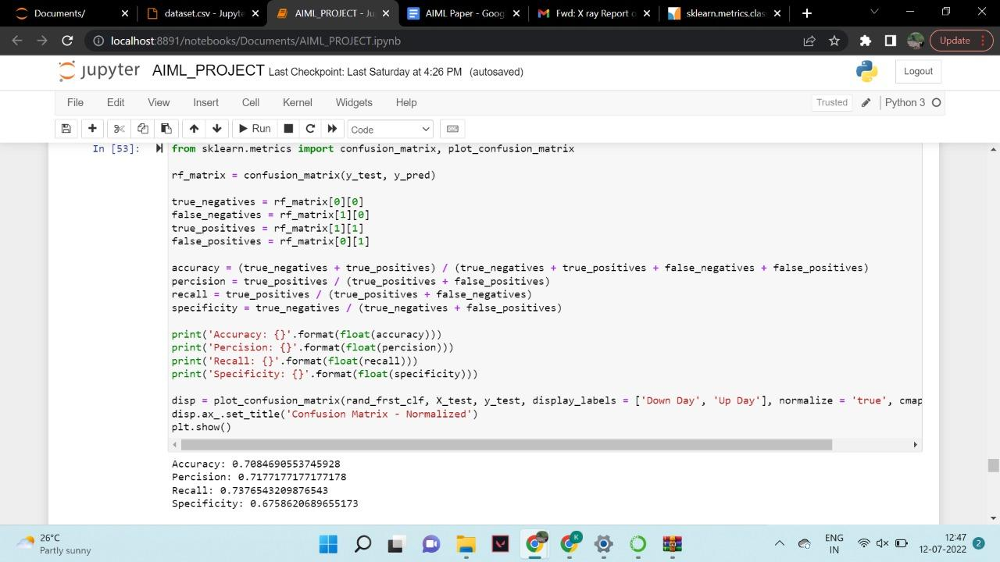 Documents/
dataset.csv - Jupyte
AIML_PROJECT - Ju
AIML Paper - Goog
Fwd: X ray Report o
sklearn.metrics.clas
localhost:8891/notebooks/Documents/AIML_PROJECT.ipynb
Update
jupyter AIML_PROJECT Last Checkpoint: Last Saturday at 4:26 PM (autosaved)
Logout
File Edit View Insert Cell Kernel Widgets Help
Trusted
Python 3
Run
Code
In [53]:
from sklearn.metrics import confusion_matrix, plot_confusion_matrix
rf_matrix = confusion_matrix(y_test, y_pred)
true_negatives = rf_matrix[0][0]
false_negatives = rf_matrix[1][0]
true_positives = rf_matrix[1][1]
false_positives = rf_matrix[0][1]
accuracy = (true_negatives + true_positives) / (true_negatives + true_positives + false_negatives + false_positives)
percision = true_positives / (true_positives + false_positives)
recall = true_positives / (true_positives + false_negatives)
specificity = true_negatives / (true_negatives + false_positives)
print('Accuracy: {}'.format(float(accuracy)))
print('Percision: {}'.format(float(percision)))
print('Recall: {}'.format(float(recall)))
print('Specificity: {}'.format(float(specificity)))
disp = plot_confusion_matrix(rand_frst_clf, X_test, y_test, display_labels = ['Down Day', 'Up Day'], normalize = 'true', cmap
disp.ax_.set_title('Confusion Matrix - Normalized')
plt.show()
Accuracy: 0.7084690553745928
Percision: 0.7177177177177178
Recall: 0.7376543209876543
Specificity: 0.6758620689655173
26°C
Partly sunny
K
ENG
IN
12:47
12-07-2022
2